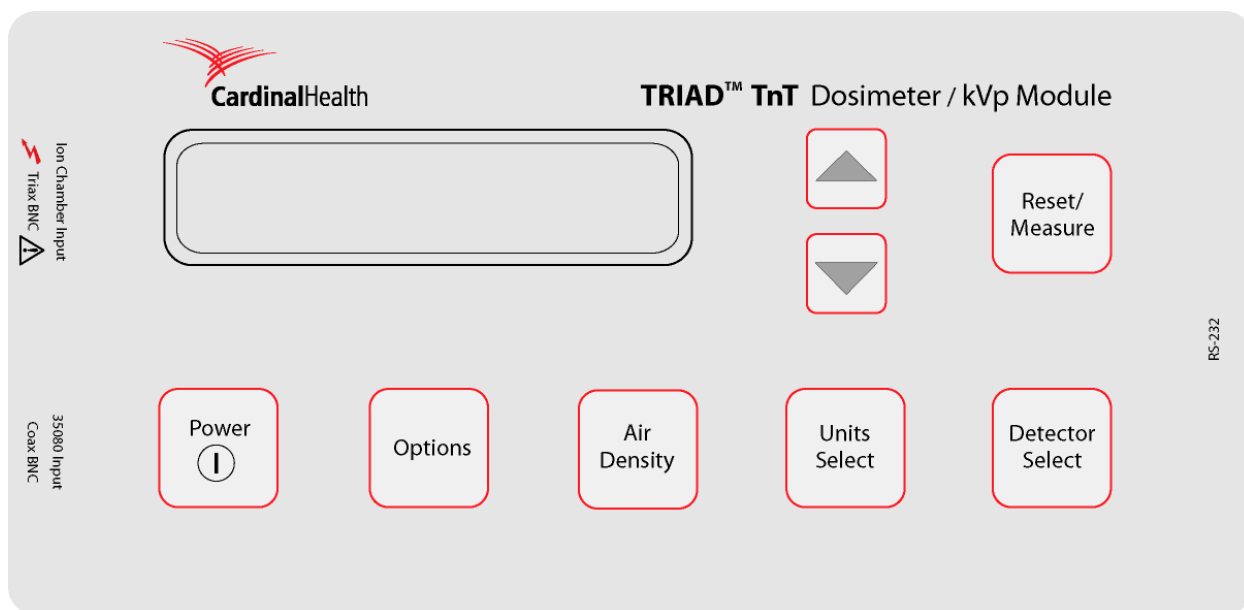 CardinalHealth
TRIAD™ TnT Dosimeter / kVp Module
Ion Chamber Input
Triax BNC
Reset/
Measure
RS-232
35080 Input
Coax BNC
Power
Options
Air
Density
Units
Select
Detector
Select